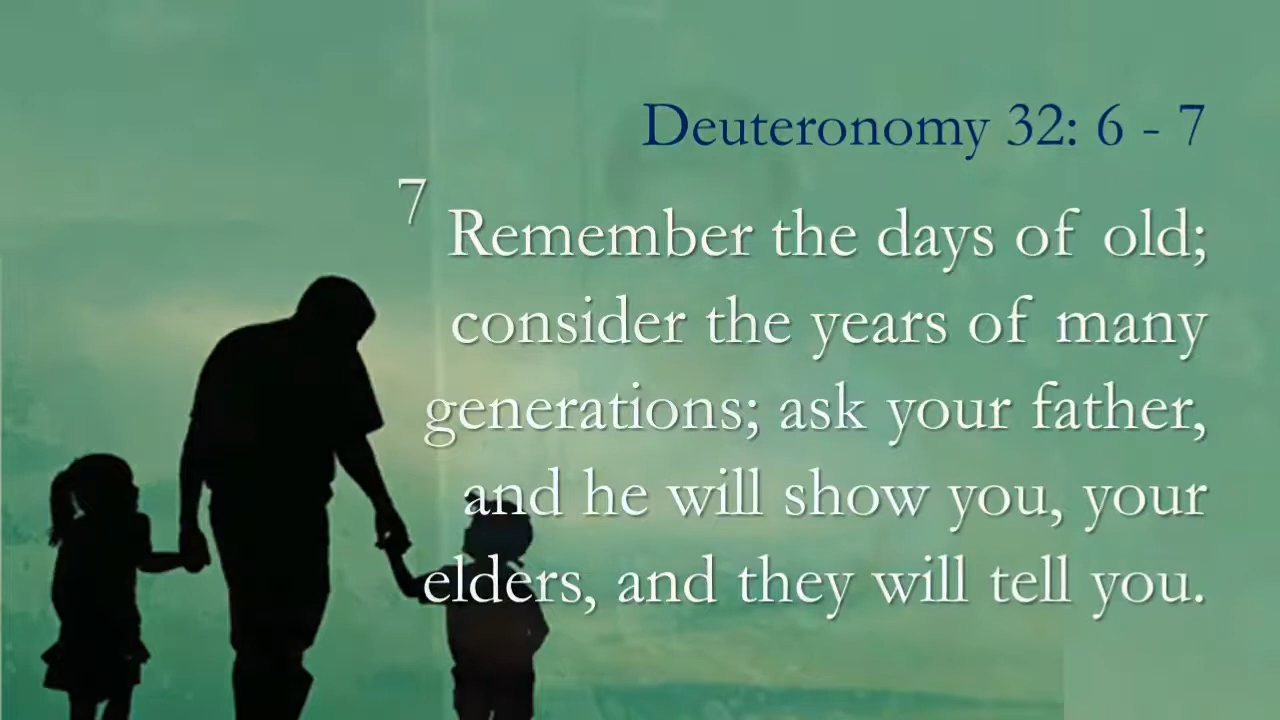 Deuteronomy 32: 6 - 7
7 Remember the days of old;
consider the years of many
generations; ask your father,
and he will show you, your
elders, and they will tell you.